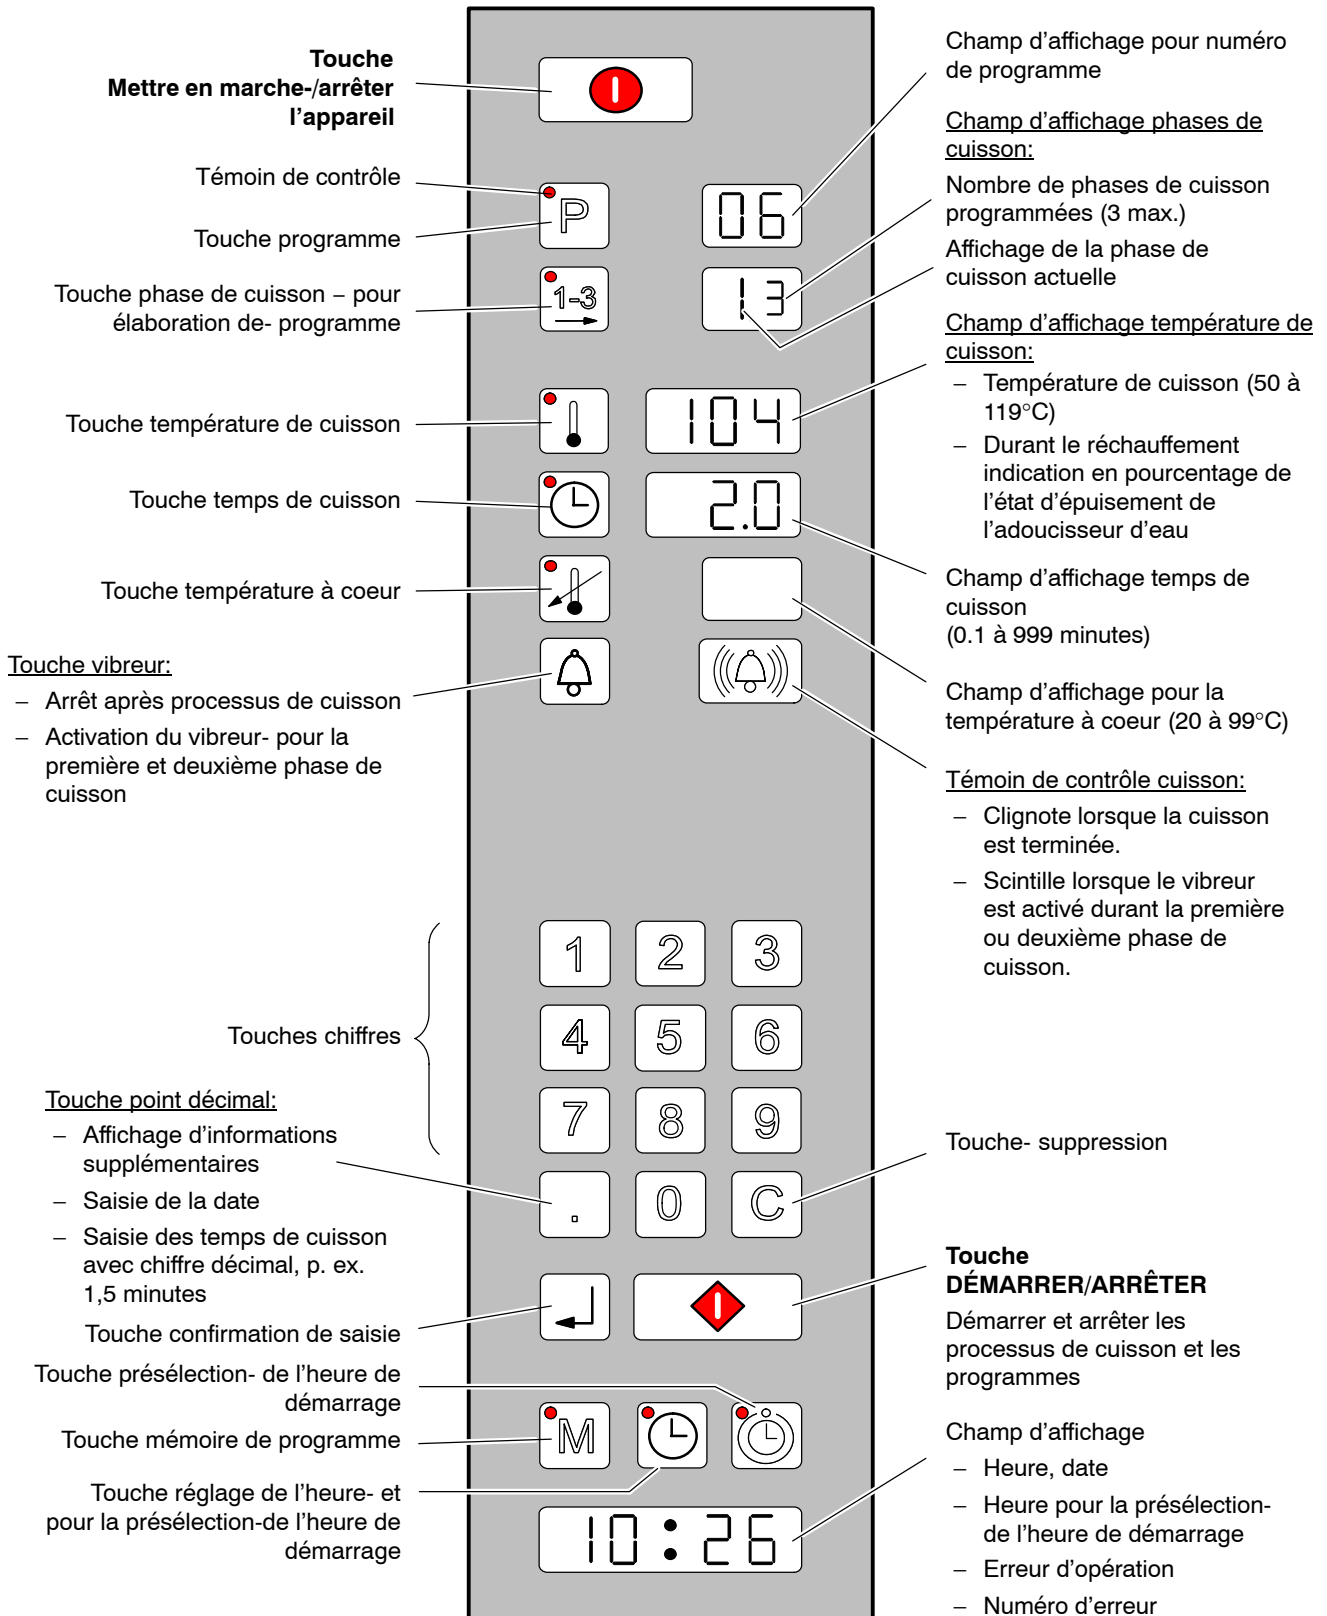 Touche
Mettre en marche-/arrêter
l'appareil
Témoin de contrôle
Touche programme
Touche phase de cuisson – pour
élaboration de- programme
Touche température de cuisson
Touche temps de cuisson
Touche température à coeur
Touche vibreur:
– Arrêt après processus de cuisson
– Activation du vibreur- pour la
première et deuxième phase de
cuisson
Touches chiffres
Touche point décimal:
– Affichage d'informations
supplémentaires
– Saisie de la date
– Saisie des temps de cuisson
avec chiffre décimal, p. ex.
1,5 minutes
Touche confirmation de saisie
Touche présélection- de l'heure de
démarrage
Touche mémoire de programme
Touche réglage de l'heure- et
pour la présélection-de l'heure de
démarrage
P
06
1-3
1.3
104
2.0
1 2 3
4 5 6
7 8 9
. 0 C
M
10:26
Champ d'affichage pour numéro
de programme
Champ d'affichage phases de
cuisson:
Nombre de phases de cuisson
programmées (3 max.)
Affichage de la phase de
cuisson actuelle
Champ d'affichage température de
cuisson:
– Température de cuisson (50 à
119°C)
– Durant le réchauffement
indication en pourcentage de
l'état d'épuisement de
l'adoucisseur d'eau
Champ d'affichage temps de
cuisson
(0.1 à 999 minutes)
Champ d'affichage pour la
température à coeur (20 à 99°C)
Témoin de contrôle cuisson:
– Clignote lorsque la cuisson
est terminée.
– Scintille lorsque le vibreur
est activé durant la première
ou deuxième phase de
cuisson.
Touche- suppression
Touche
DÉMARRER/ARRÊTER
Démarrer et arrêter les
processus de cuisson et les
programmes
Champ d'affichage
– Heure, date
– Heure pour la présélection-
de l'heure de démarrage
– Erreur d'opération
– Numéro d'erreur